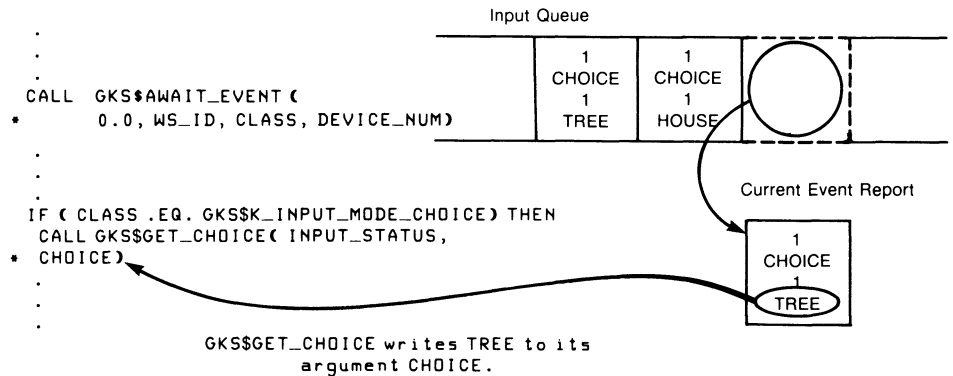 Input Queue
.
.
.
CALL GKS$AWAIT_EVENT(
* 0.0, WS_ID, CLASS, DEVICE_NUM)
1
CHOICE
1
TREE
1
CHOICE
1
HOUSE
.
.
.
IF ( CLASS .EQ. GKS$K_INPUT_MODE_CHOICE) THEN
CALL GKS$GET_CHOICE( INPUT_STATUS,
* CHOICE)
.
.
.
Current Event Report
1
CHOICE
1
TREE
GKS$GET_CHOICE writes TREE to its
argument CHOICE.